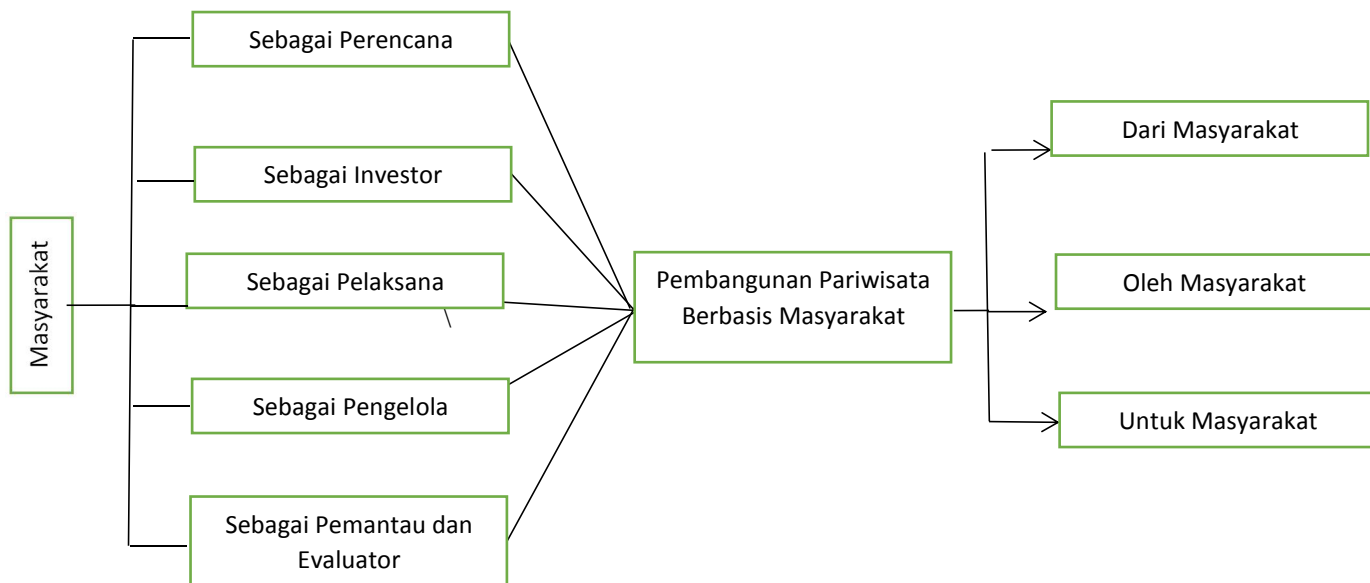 Masyarakat
Sebagai Perencana
Sebagai Investor
Sebagai Pelaksana
Sebagai Pengelola
Sebagai Pemantau dan
Evaluator
Pembangunan Pariwisata
Berbasis Masyarakat
Dari Masyarakat
Oleh Masyarakat
Untuk Masyarakat